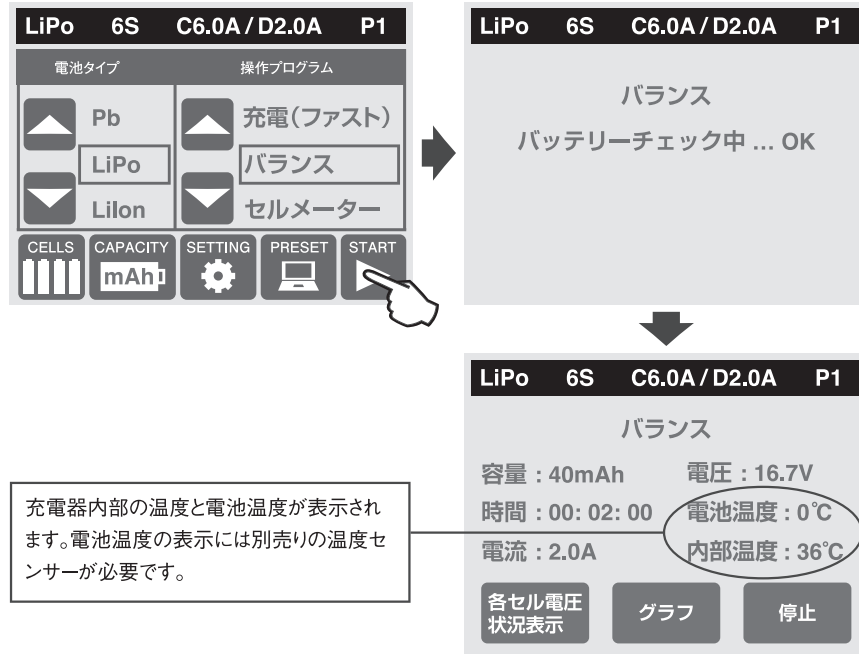 LiPo 6S C6.0A / D2.0A P1
電池タイプ 操作プログラム
Pb 充電(ファスト)
LiPo バランス
LiIon セルメーター
CELLS CAPACITY SETTING PRESET START
mAh
LiPo 6S C6.0A / D2.0A P1
バランス
バッテリーチェック中 ... OK
LiPo 6S C6.0A / D2.0A P1
バランス
容量 : 40mAh 電圧 : 16.7V
時間 : 00: 02: 00 電池温度 : 0℃
電流 : 2.0A 内部温度 : 36℃
各セル電圧
状況表示
グラフ
停止
充電器内部の温度と電池温度が表示され
ます。電池温度の表示には別売りの温度セ
ンサーが必要です。